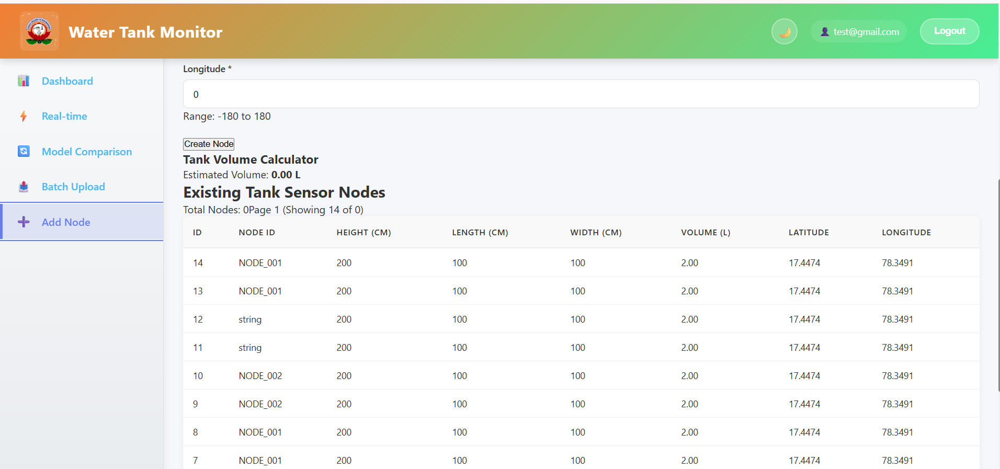 Water Tank Monitor
test@gmail.com
Logout
Dashboard
Real-time
Model Comparison
Batch Upload
Add Node
Longitude *
0
Range: -180 to 180
Create Node
Tank Volume Calculator
Estimated Volume: 0.00 L
Existing Tank Sensor Nodes
Total Nodes: 0Page 1 (Showing 14 of 0)
ID NODE ID HEIGHT (CM) LENGTH (CM) WIDTH (CM) VOLUME (L) LATITUDE LONGITUDE
14 NODE_001 200 100 100 2.00 17.4474 78.3491
13 NODE_001 200 100 100 2.00 17.4474 78.3491
12 string 200 100 100 2.00 17.4474 78.3491
11 string 200 100 100 2.00 17.4474 78.3491
10 NODE_002 200 100 100 2.00 17.4474 78.3491
9 NODE_002 200 100 100 2.00 17.4474 78.3491
8 NODE_001 200 100 100 2.00 17.4474 78.3491
7 NODE_001 200 100 100 2.00 17.4474 78.3491